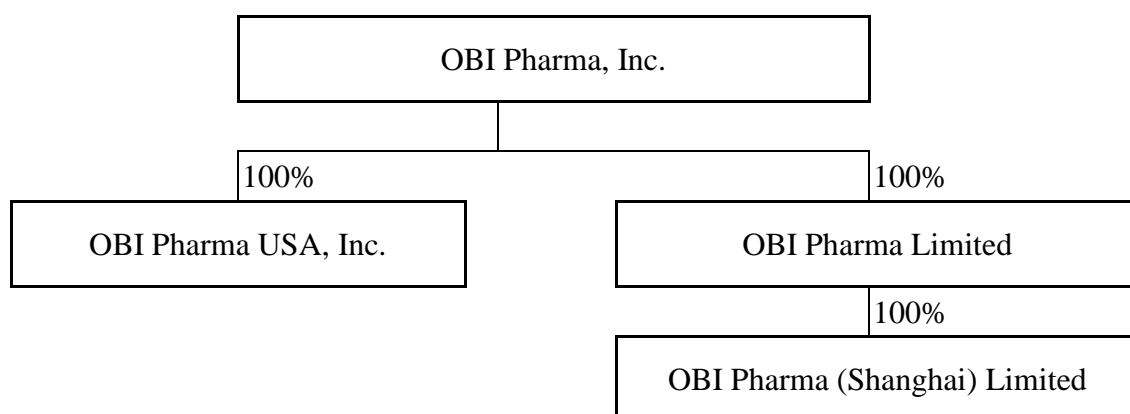 OBI Pharma, Inc.
100%
100%
OBI Pharma USA, Inc.
OBI Pharma Limited
100%
OBI Pharma (Shanghai) Limited